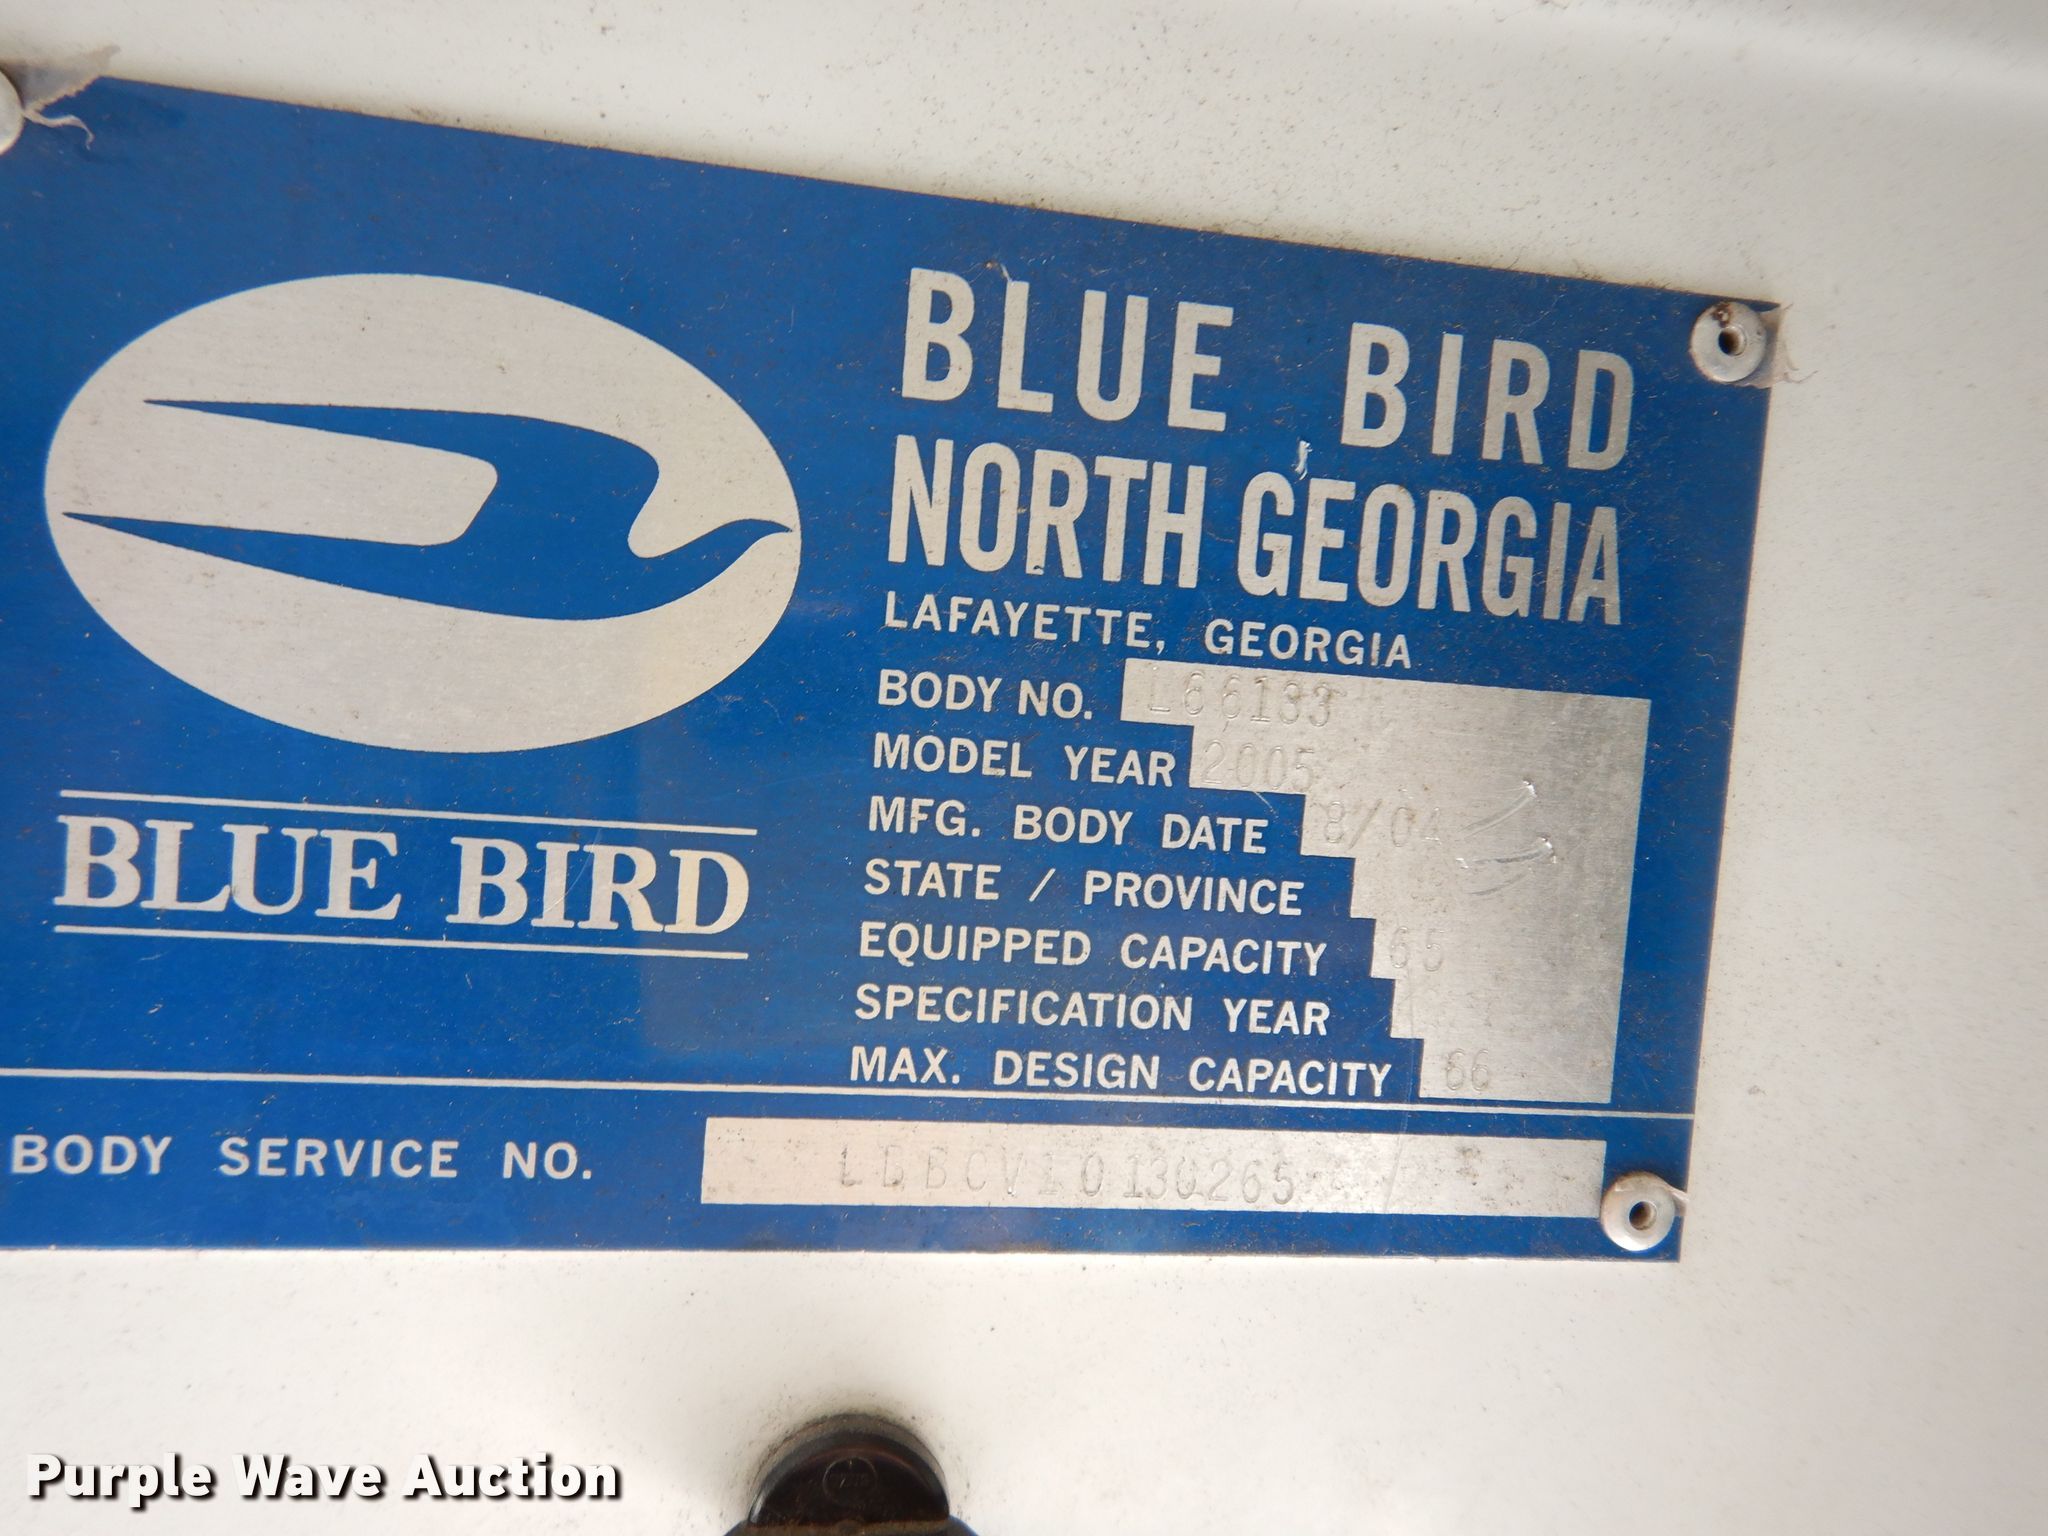 BLUE BIRD
BLUE BIRD
NORTH GEORGIA
LAFAYETTE, GEORGIA
BODY NO. L66183
MODEL YEAR 2005
MFG. BODY DATE 8/04
STATE / PROVINCE
EQUIPPED CAPACITY 65
SPECIFICATION YEAR
MAX. DESIGN CAPACITY 66
BODY SERVICE NO.
Purple Wave Auction